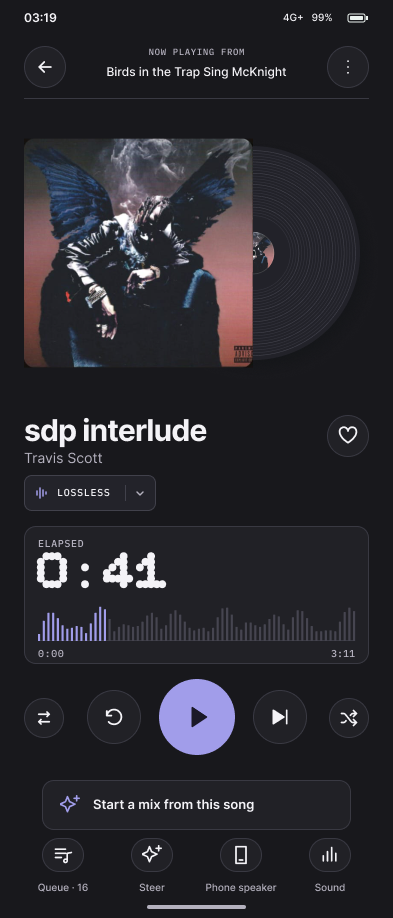 03:19
4G+ 99%
NOW PLAYING FROM
Birds in the Trap Sing McKnight
sdp interlude
Travis Scott
LOSSLESS
ELAPSED
0:41
0:00
3:11
Start a mix from this song
Queue · 16
Steer
Phone speaker
Sound